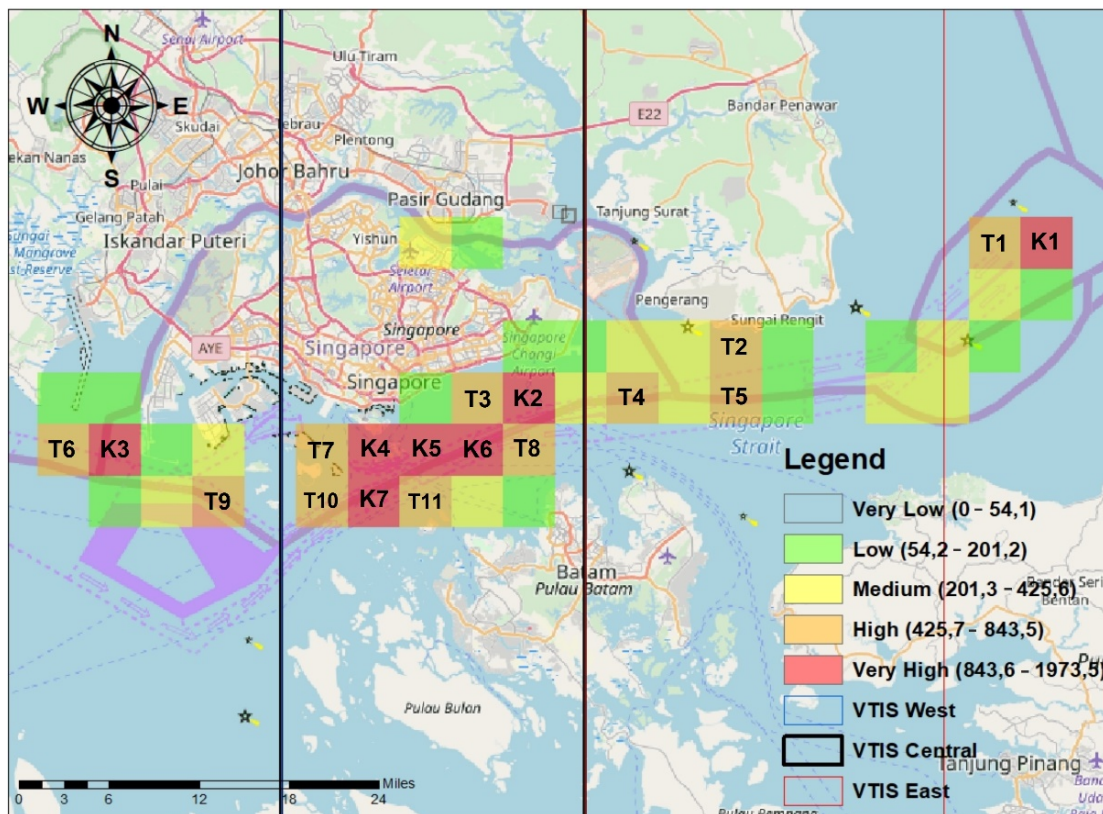 N
W E
S
Senai Airport
Ulu Tiram
Skudai
Plentong
Pulai
Johor Bahru
Gelang Patah
Iskandar Puteri
Pasir Gudang
Yishun
Seletar
Airport
Singapore
Singapore
Singapore
Singapore
Changi
Airport
E22
Bandar Penawar
Tanjung Surat
Pengerang
Sungai Rengit
AYE
T1 K1
T2
T3 K2 T4 T5
T6 K3 T7 K4 K5 K6 T8
T9 T10 K7 T11
Singapore
Strait
Batam
Pulau Batam
Pulau Bulan
Legend
Very Low (0 – 54,1)
Low (54,2 – 201,2)
Medium (201,3 – 425,6)
High (425,7 – 843,5)
Very High (843,6 – 1973,5)
VTIS West
VTIS Central
VTIS East
Bentan
Tanjung Pinang
Miles
0 3 6 12 18 24